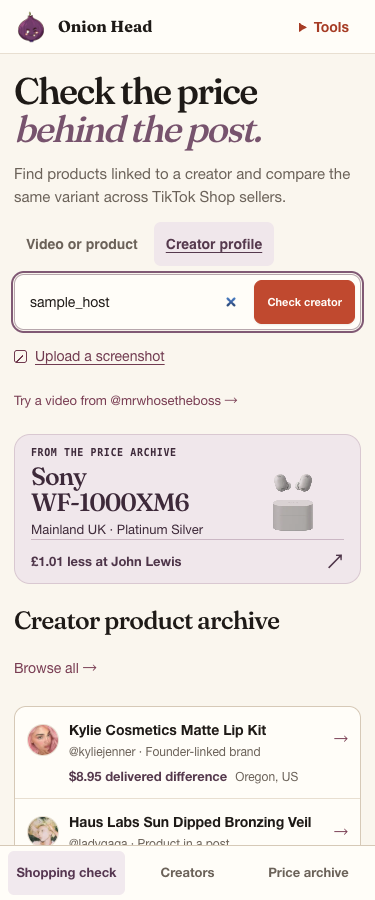 Onion Head
Tools
Check the price
behind the post.
Find products linked to a creator and compare the
same variant across TikTok Shop sellers.
Video or product
Creator profile
sample_host
Check creator
Upload a screenshot
Try a video from @mrwhosetheboss →
FROM THE PRICE ARCHIVE
Sony
WF-1000XM6
Mainland UK · Platinum Silver
£1.01 less at John Lewis
Creator product archive
Browse all →
Kylie Cosmetics Matte Lip Kit
@kyliejenner · Founder-linked brand
$8.95 delivered difference Oregon, US
Haus Labs Sun Dipped Bronzing Veil
@ladygaga · Product in a post
Shopping check
Creators
Price archive